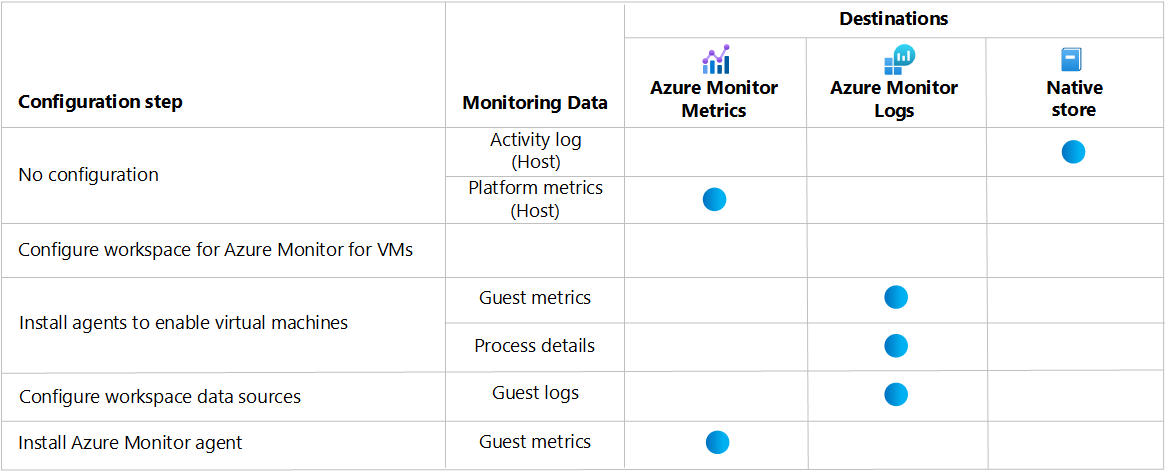 Destinations
Configuration step
Monitoring Data
Azure Monitor
Metrics
Azure Monitor
Logs
Native
store
No configuration
Activity log
(Host)
Platform metrics
(Host)
Configure workspace for Azure Monitor for VMs
Install agents to enable virtual machines
Guest metrics
Process details
Configure workspace data sources
Guest logs
Install Azure Monitor agent
Guest metrics